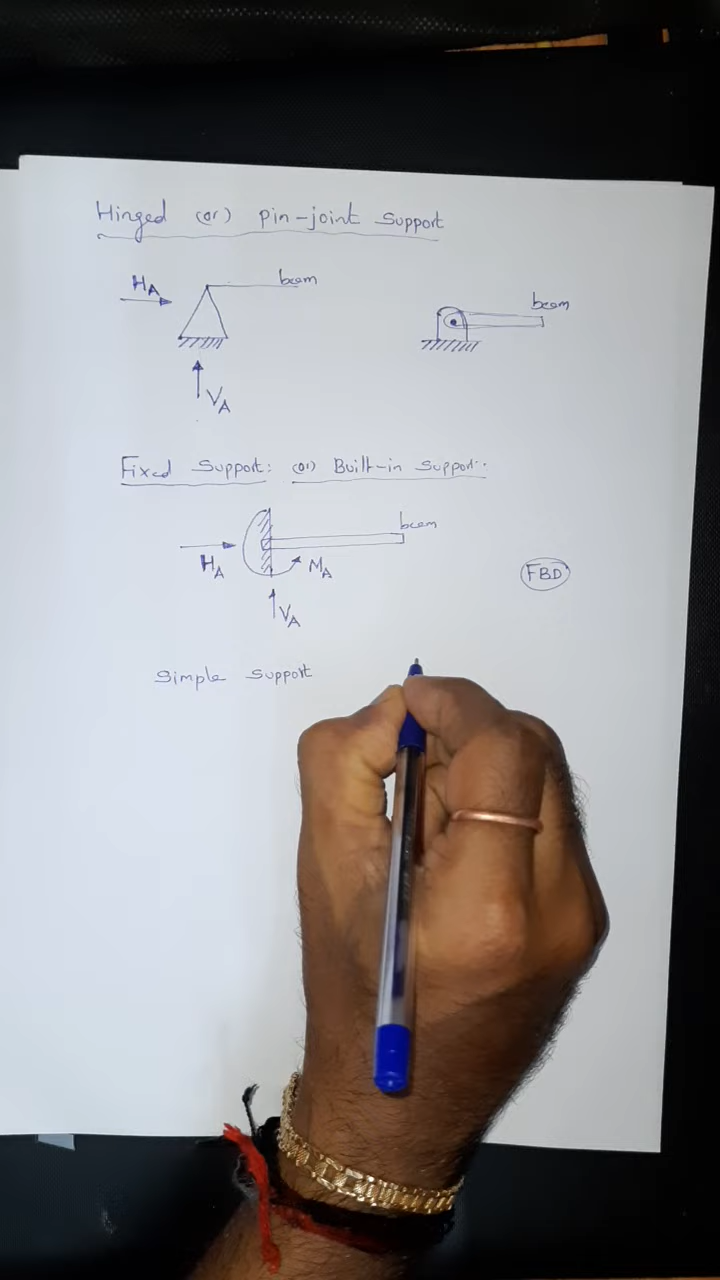 Hinged (or) Pin-joint Support
HA
beam
beam
VA
Fixed Support: (or) Built-in Support:
beam
HA
MA
FBD
VA
Simple Support